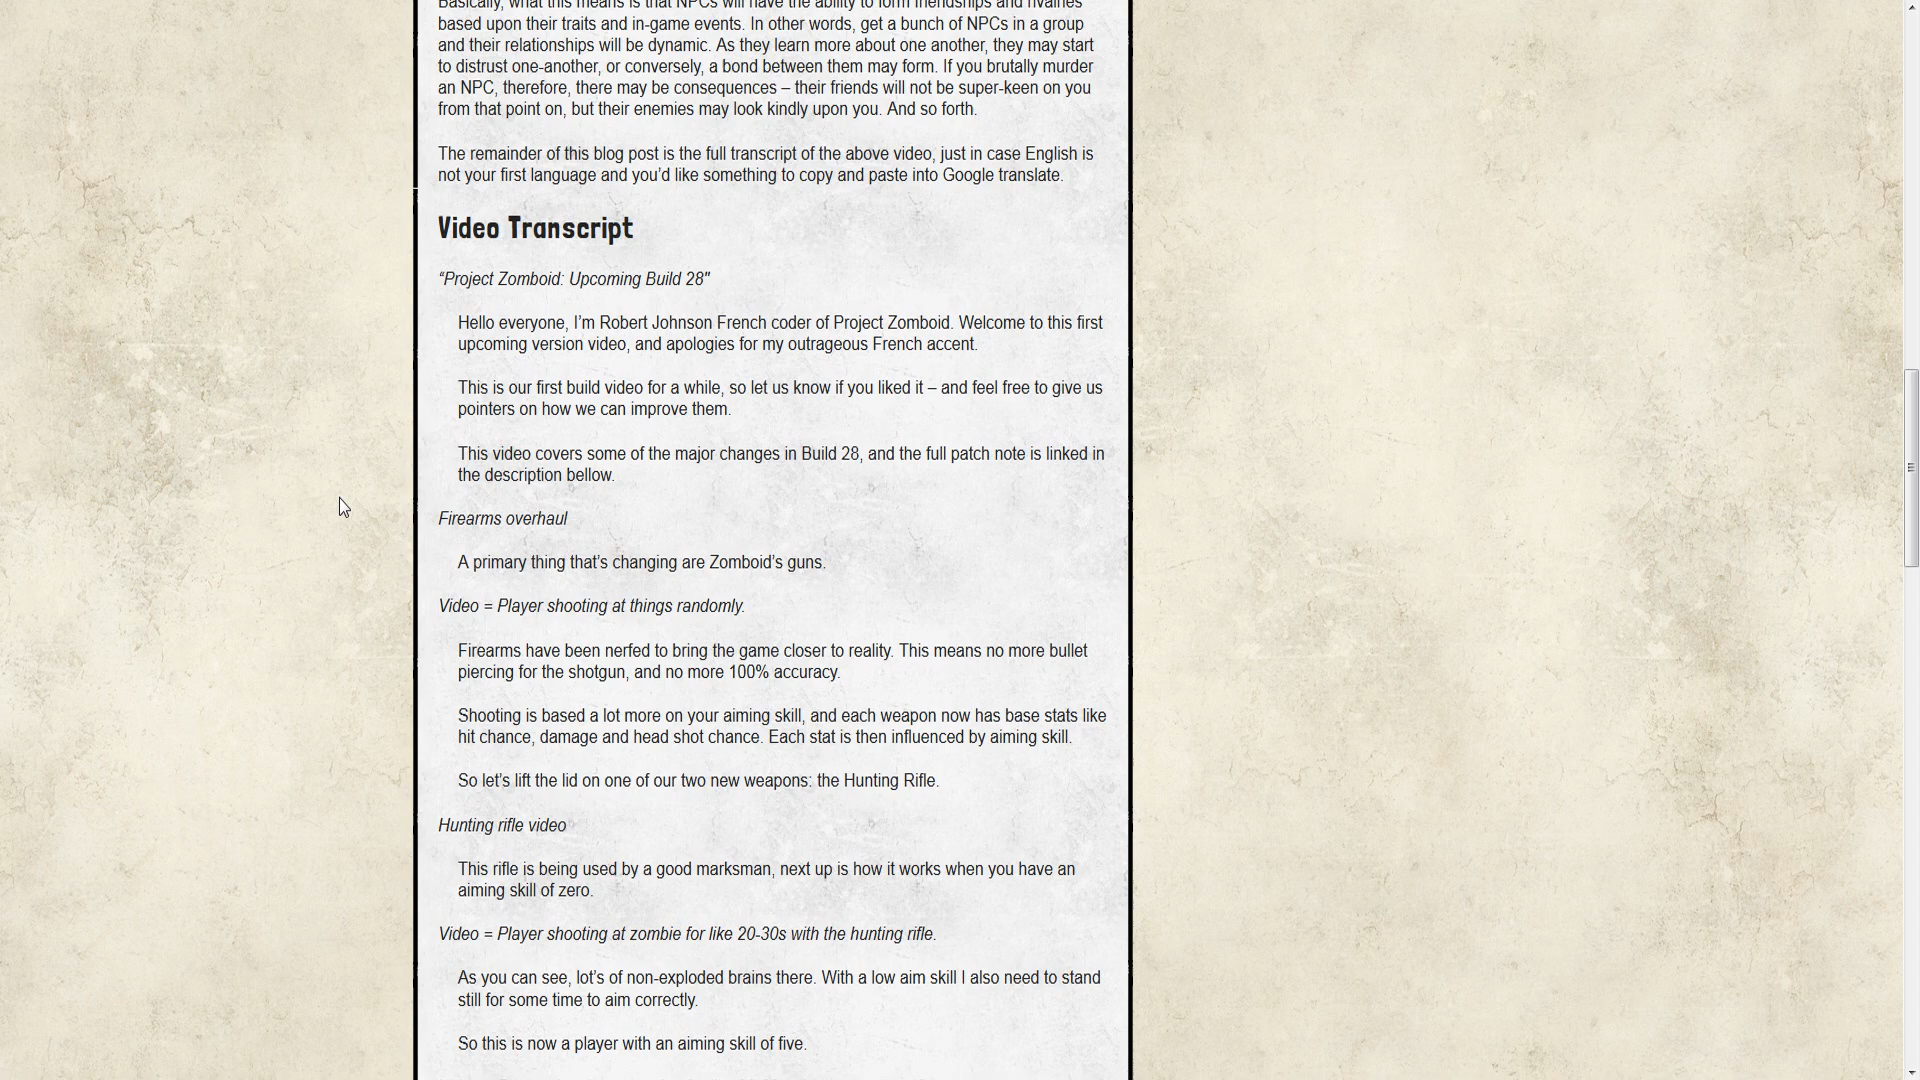 Basically, what this means is that NPCs will have the ability to form friendships and rivalries
based upon their traits and in-game events. In other words, get a bunch of NPCs in a group
and their relationships will be dynamic. As they learn more about one another, they may start
to distrust one-another, or conversely, a bond between them may form. If you brutally murder
an NPC, therefore, there may be consequences – their friends will not be super-keen on you
from that point on, but their enemies may look kindly upon you. And so forth.
The remainder of this blog post is the full transcript of the above video, just in case English is
not your first language and you’d like something to copy and paste into Google translate.
Video Transcript
“Project Zomboid: Upcoming Build 28″
Hello everyone, I’m Robert Johnson French coder of Project Zomboid. Welcome to this first
upcoming version video, and apologies for my outrageous French accent.
This is our first build video for a while, so let us know if you liked it – and feel free to give us
pointers on how we can improve them.
This video covers some of the major changes in Build 28, and the full patch note is linked in
the description bellow.
Firearms overhaul
A primary thing that’s changing are Zomboid’s guns.
Video = Player shooting at things randomly.
Firearms have been nerfed to bring the game closer to reality. This means no more bullet
piercing for the shotgun, and no more 100% accuracy.
Shooting is based a lot more on your aiming skill, and each weapon now has base stats like
hit chance, damage and head shot chance. Each stat is then influenced by aiming skill.
So let’s lift the lid on one of our two new weapons: the Hunting Rifle.
Hunting rifle video
This rifle is being used by a good marksman, next up is how it works when you have an
aiming skill of zero.
Video = Player shooting at zombie for like 20-30s with the hunting rifle.
As you can see, lot’s of non-exploded brains there. With a low aim skill I also need to stand
still for some time to aim correctly.
So this is now a player with an aiming skill of five.